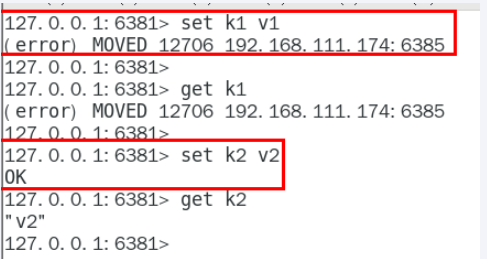 127.0.0.1:6381> set k1 v1
(error) MOVED 12706 192.168.111.174:6385
127.0.0.1:6381>
127.0.0.1:6381> get k1
(error) MOVED 12706 192.168.111.174:6385
127.0.0.1:6381>
127.0.0.1:6381> set k2 v2
OK
127.0.0.1:6381> get k2
"v2"
127.0.0.1:6381>